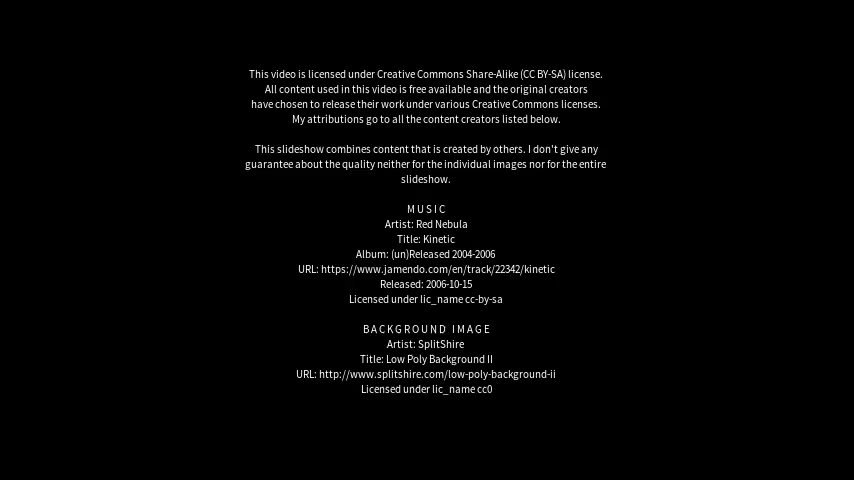 This video is licensed under Creative Commons Share-Alike (CC BY-SA) license.
All content used in this video is free available and the original creators
have chosen to release their work under various Creative Commons licenses.
My attributions go to all the content creators listed below.
This slideshow combines content that is created by others. I don't give any
guarantee about the quality neither for the individual images nor for the entire
slideshow.
MUSIC
Artist: Red Nebula
Title: Kinetic
Album: (un)Released 2004-2006
URL: https://www.jamendo.com/en/track/22342/kinetic
Released: 2006-10-15
Licensed under lic_name cc-by-sa
BACKGROUND IMAGE
Artist: SplitShire
Title: Low Poly Background II
URL: http://www.splitshire.com/low-poly-background-ii
Licensed under lic_name cc0